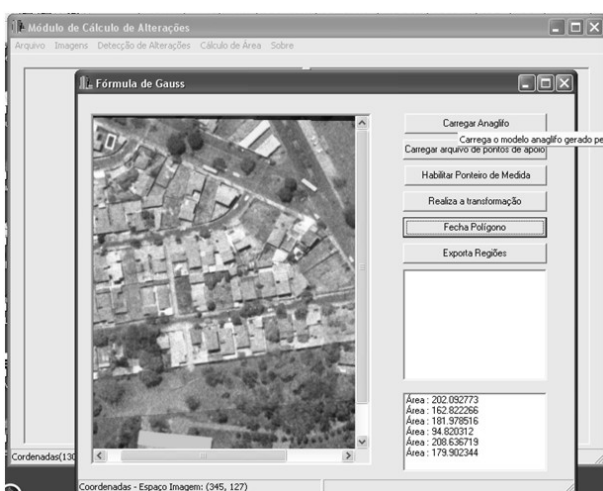 Módulo de Cálculo de Alterações
Arquivo Imagens Detecção de Alterações Cálculo de Área Sobre
Fórmula de Gauss
Carregar Anaglifo
Carrega o modelo anaglifo gerado pe
Carregar arquivo de pontos de apoio
Habilitar Ponteiro de Medida
Realiza a transformação
Fecha Polígono
Exporta Regiões
Área : 202.092773
Área : 162.822266
Área : 181.978516
Área : 94.820312
Área : 208.636719
Área : 179.902344
Cordenadas(130
Coordenadas - Espaço Imagem: (345, 127)